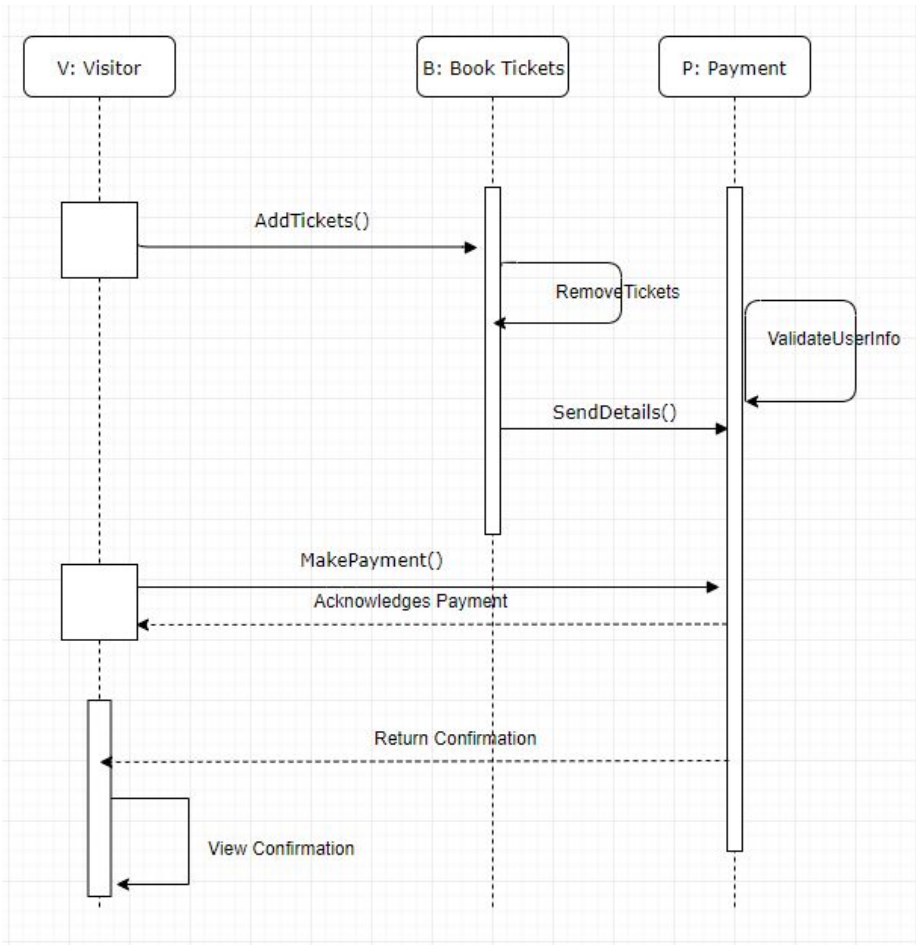 V: Visitor
B: Book Tickets
P: Payment
AddTickets()
RemoveTickets
ValidateUserInfo
SendDetails()
MakePayment()
Acknowledges Payment
Return Confirmation
View Confirmation